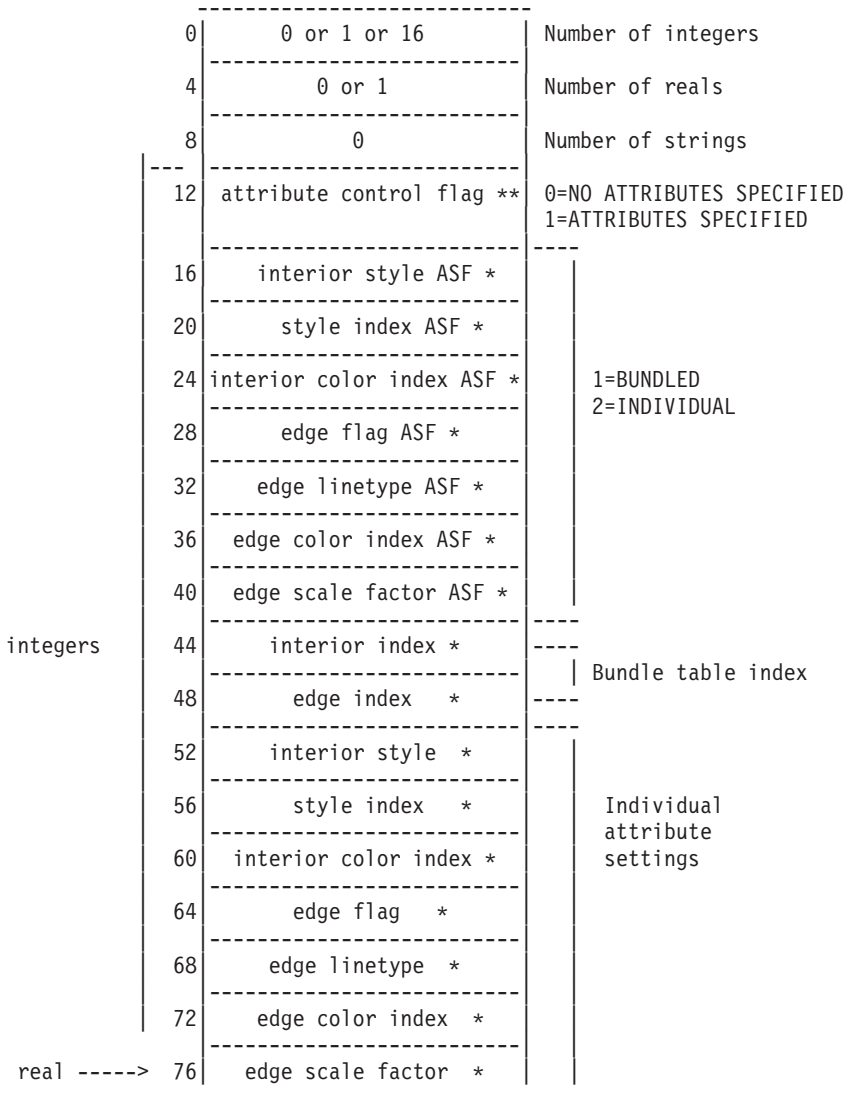 0 0 or 1 or 16 Number of integers
4 0 or 1 Number of reals
8 0 Number of strings
12 attribute control flag ** 0=NO ATTRIBUTES SPECIFIED
1=ATTRIBUTES SPECIFIED
16 interior style ASF *
20 style index ASF *
24 interior color index ASF * 1=BUNDLED
2=INDIVIDUAL
28 edge flag ASF *
32 edge linetype ASF *
36 edge color index ASF *
40 edge scale factor ASF *
integers 44 interior index *
Bundle table index
48 edge index *
52 interior style *
56 style index * Individual
attribute
60 interior color index * settings
64 edge flag *
68 edge linetype *
72 edge color index *
real -----> 76 edge scale factor *